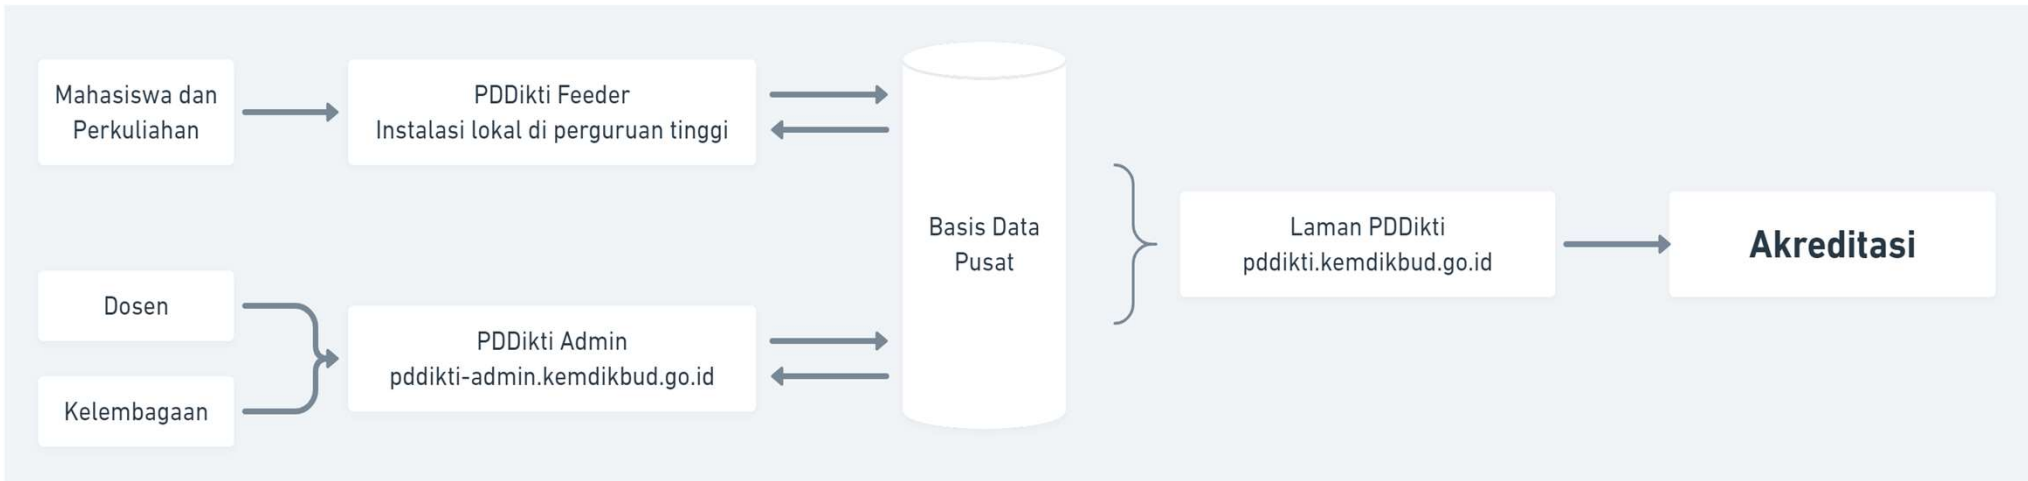 Mahasiswa dan
Perkuliahan
PDDikti Feeder
Instalasi lokal di perguruan tinggi
Dosen
Kelembagaan
PDDikti Admin
pddikti-admin.kemdikbud.go.id
Basis Data
Pusat
Laman PDDikti
pddikti.kemdikbud.go.id
Akreditasi